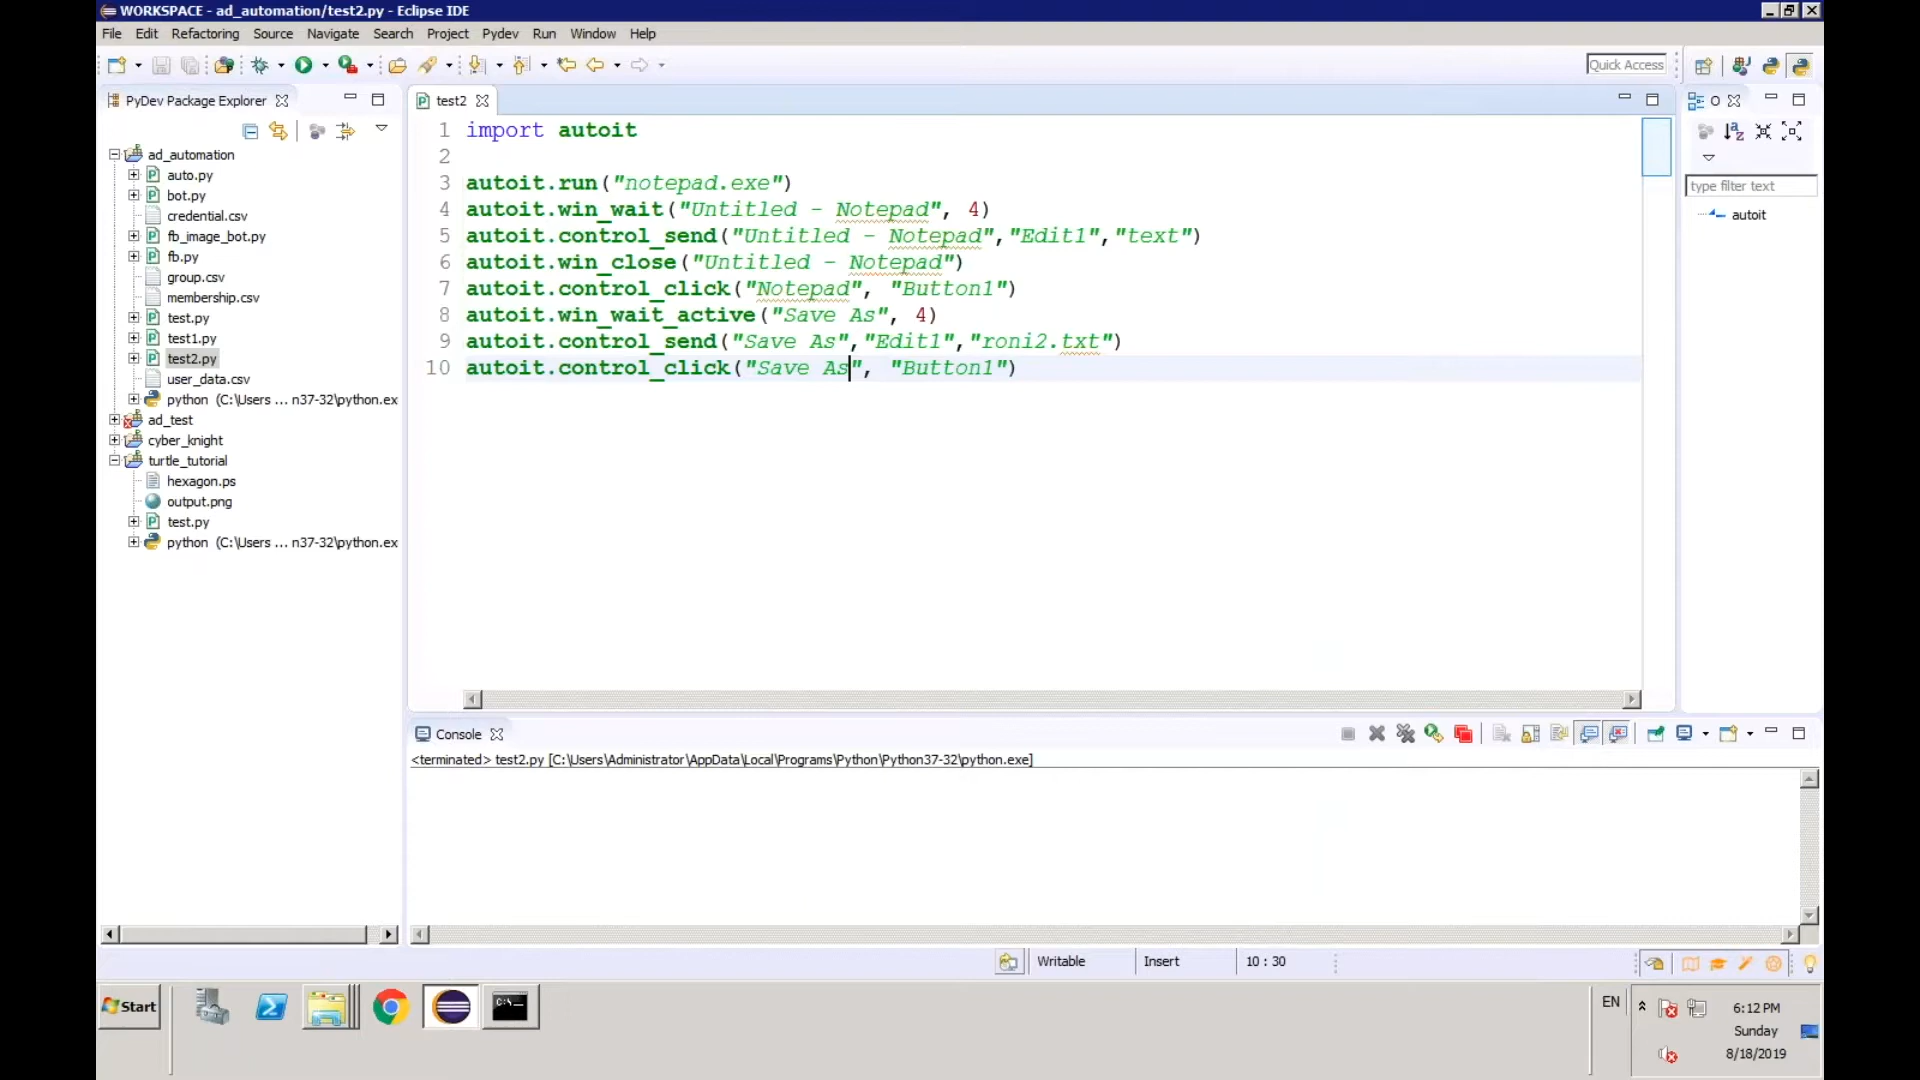 WORKSPACE - ad_automation/test2.py - Eclipse IDE
File Edit Refactoring Source Navigate Search Project Pydev Run Window Help
Quick Access
PyDev Package Explorer
ad_automation
auto.py
bot.py
credential.csv
fb_image_bot.py
fb.py
group.csv
membership.csv
test.py
test1.py
test2.py
user_data.csv
python (C:\Users ... n37-32\python.ex
ad_test
cyber_knight
turtle_tutorial
hexagon.ps
output.png
test.py
python (C:\Users ... n37-32\python.ex
test2
1 import autoit
2
3 autoit.run("notepad.exe")
4 autoit.win_wait("Untitled - Notepad", 4)
5 autoit.control_send("Untitled - Notepad","Edit1","text")
6 autoit.win_close("Untitled - Notepad")
7 autoit.control_click("Notepad", "Button1")
8 autoit.win_wait_active("Save As", 4)
9 autoit.control_send("Save As","Edit1","roni2.txt")
10 autoit.control_click("Save As", "Button1")
O
type filter text
autoit
Console
<terminated> test2.py [C:\Users\Administrator\AppData\Local\Programs\Python\Python37-32\python.exe]
Writable Insert 10 : 30
Start
EN
6:12 PM
Sunday
8/18/2019